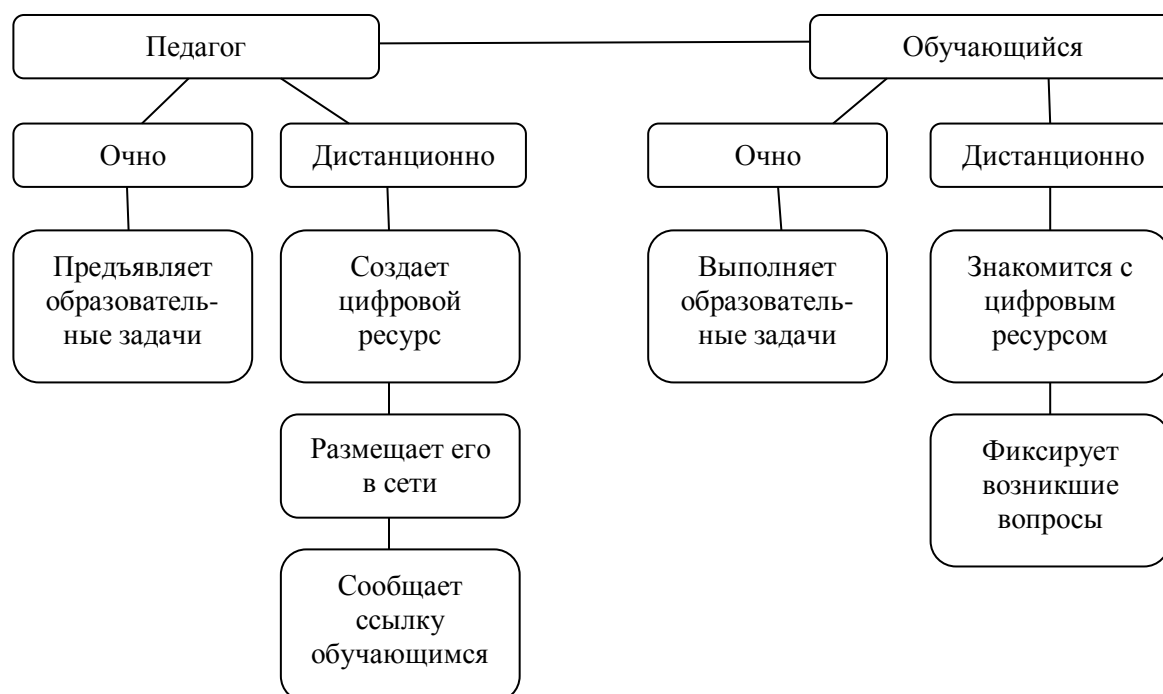 Педагог
Обучающийся
Очно
Дистанционно
Очно
Дистанционно
Предъявляет
образователь-
ные задачи
Создает
цифровой
ресурс
Выполняет
образователь-
ные задачи
Знакомится с
цифровым
ресурсом
Размещает его
в сети
Фиксирует
возникшие
вопросы
Сообщает
ссылку
обучающимся